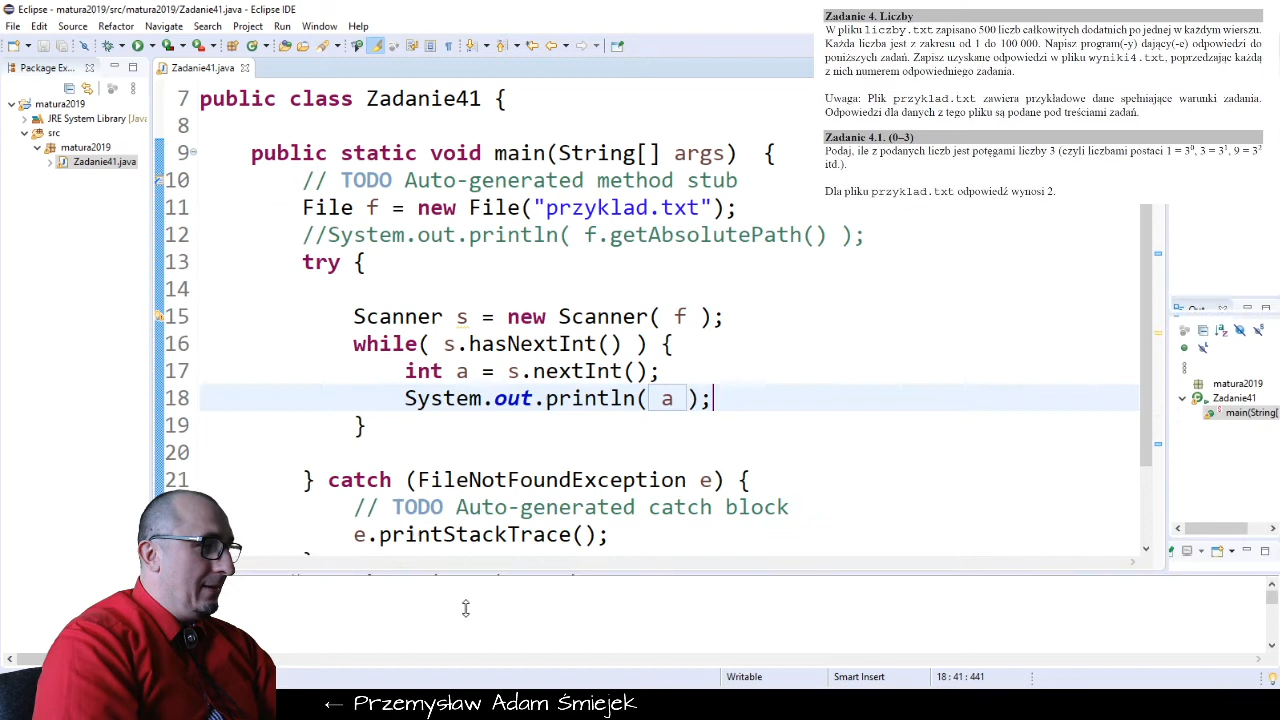 Eclipse - matura2019/src/matura2019/Zadanie41.java - Eclipse IDE
File Edit Source Refactor Navigate Search Project Run Window Help
Package Ex...
Zadanie41.java
matura2019
JRE System Library [Java
src
matura2019
Zadanie41.java
7 public class Zadanie41 {
8
9 public static void main(String[] args) {
10 // TODO Auto-generated method stub
11 File f = new File("przyklad.txt");
12 //System.out.println( f.getAbsolutePath() );
13 try {
14
15 Scanner s = new Scanner( f );
16 while( s.hasNextInt() ) {
17 int a = s.nextInt();
18 System.out.println( a );
19 }
20
21 } catch (FileNotFoundException e) {
// TODO Auto-generated catch block
e.printStackTrace();
Zadanie 4. Liczby
W pliku liczby.txt zapisano 500 liczb całkowitych dodatnich po jednej w każdym wierszu.
Każda liczba jest z zakresu od 1 do 100 000. Napisz program(-y) dający(-e) odpowiedzi do
poniższych zadań. Zapisz uzyskane odpowiedzi w pliku wyniki4.txt, poprzedzając każdą
z nich numerem odpowiedniego zadania.
Uwaga: Plik przyklad.txt zawiera przykładowe dane spełniające warunki zadania.
Odpowiedzi dla danych z tego pliku są podane pod treściami zadań.
Zadanie 4.1. (0–3)
Podaj, ile z podanych liczb jest potęgami liczby 3 (czyli liczbami postaci 1 = 3⁰, 3 = 3¹, 9 = 3²
itd.).
Dla pliku przyklad.txt odpowiedź wynosi 2.
Out
matura2019
Zadanie41
main(String[
Writable Smart Insert 18 : 41 : 441
← Przemysław Adam Śmiejek